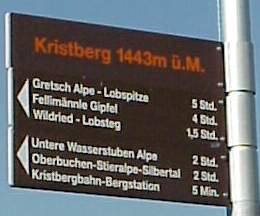 Kristberg 1443m ü.M.
Gretsch Alpe - Lobspitze 5 Std.
Fellimännle Gipfel 4 Std.
Wildried - Lobsteg 1,5 Std.
Untere Wasserstuben Alpe 2 Std.
Oberbuchen-Stieralpe-Silbertal 2 Std.
Kristbergbahn-Bergstation 5 Min.